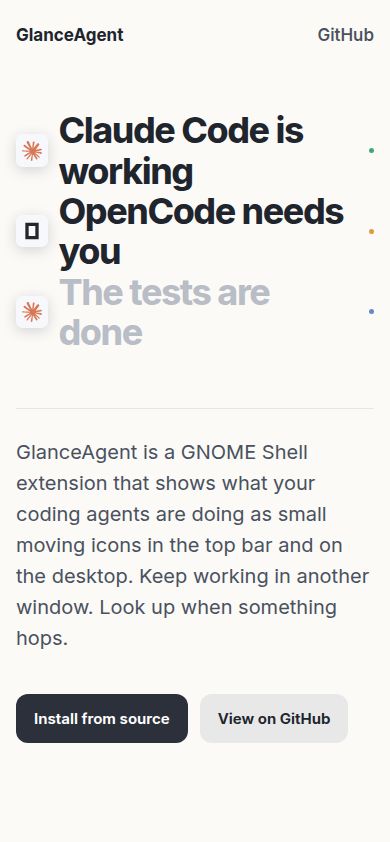 GlanceAgent
GitHub
Claude Code is
working
OpenCode needs
you
The tests are
done
GlanceAgent is a GNOME Shell
extension that shows what your
coding agents are doing as small
moving icons in the top bar and on
the desktop. Keep working in another
window. Look up when something
hops.
Install from source
View on GitHub